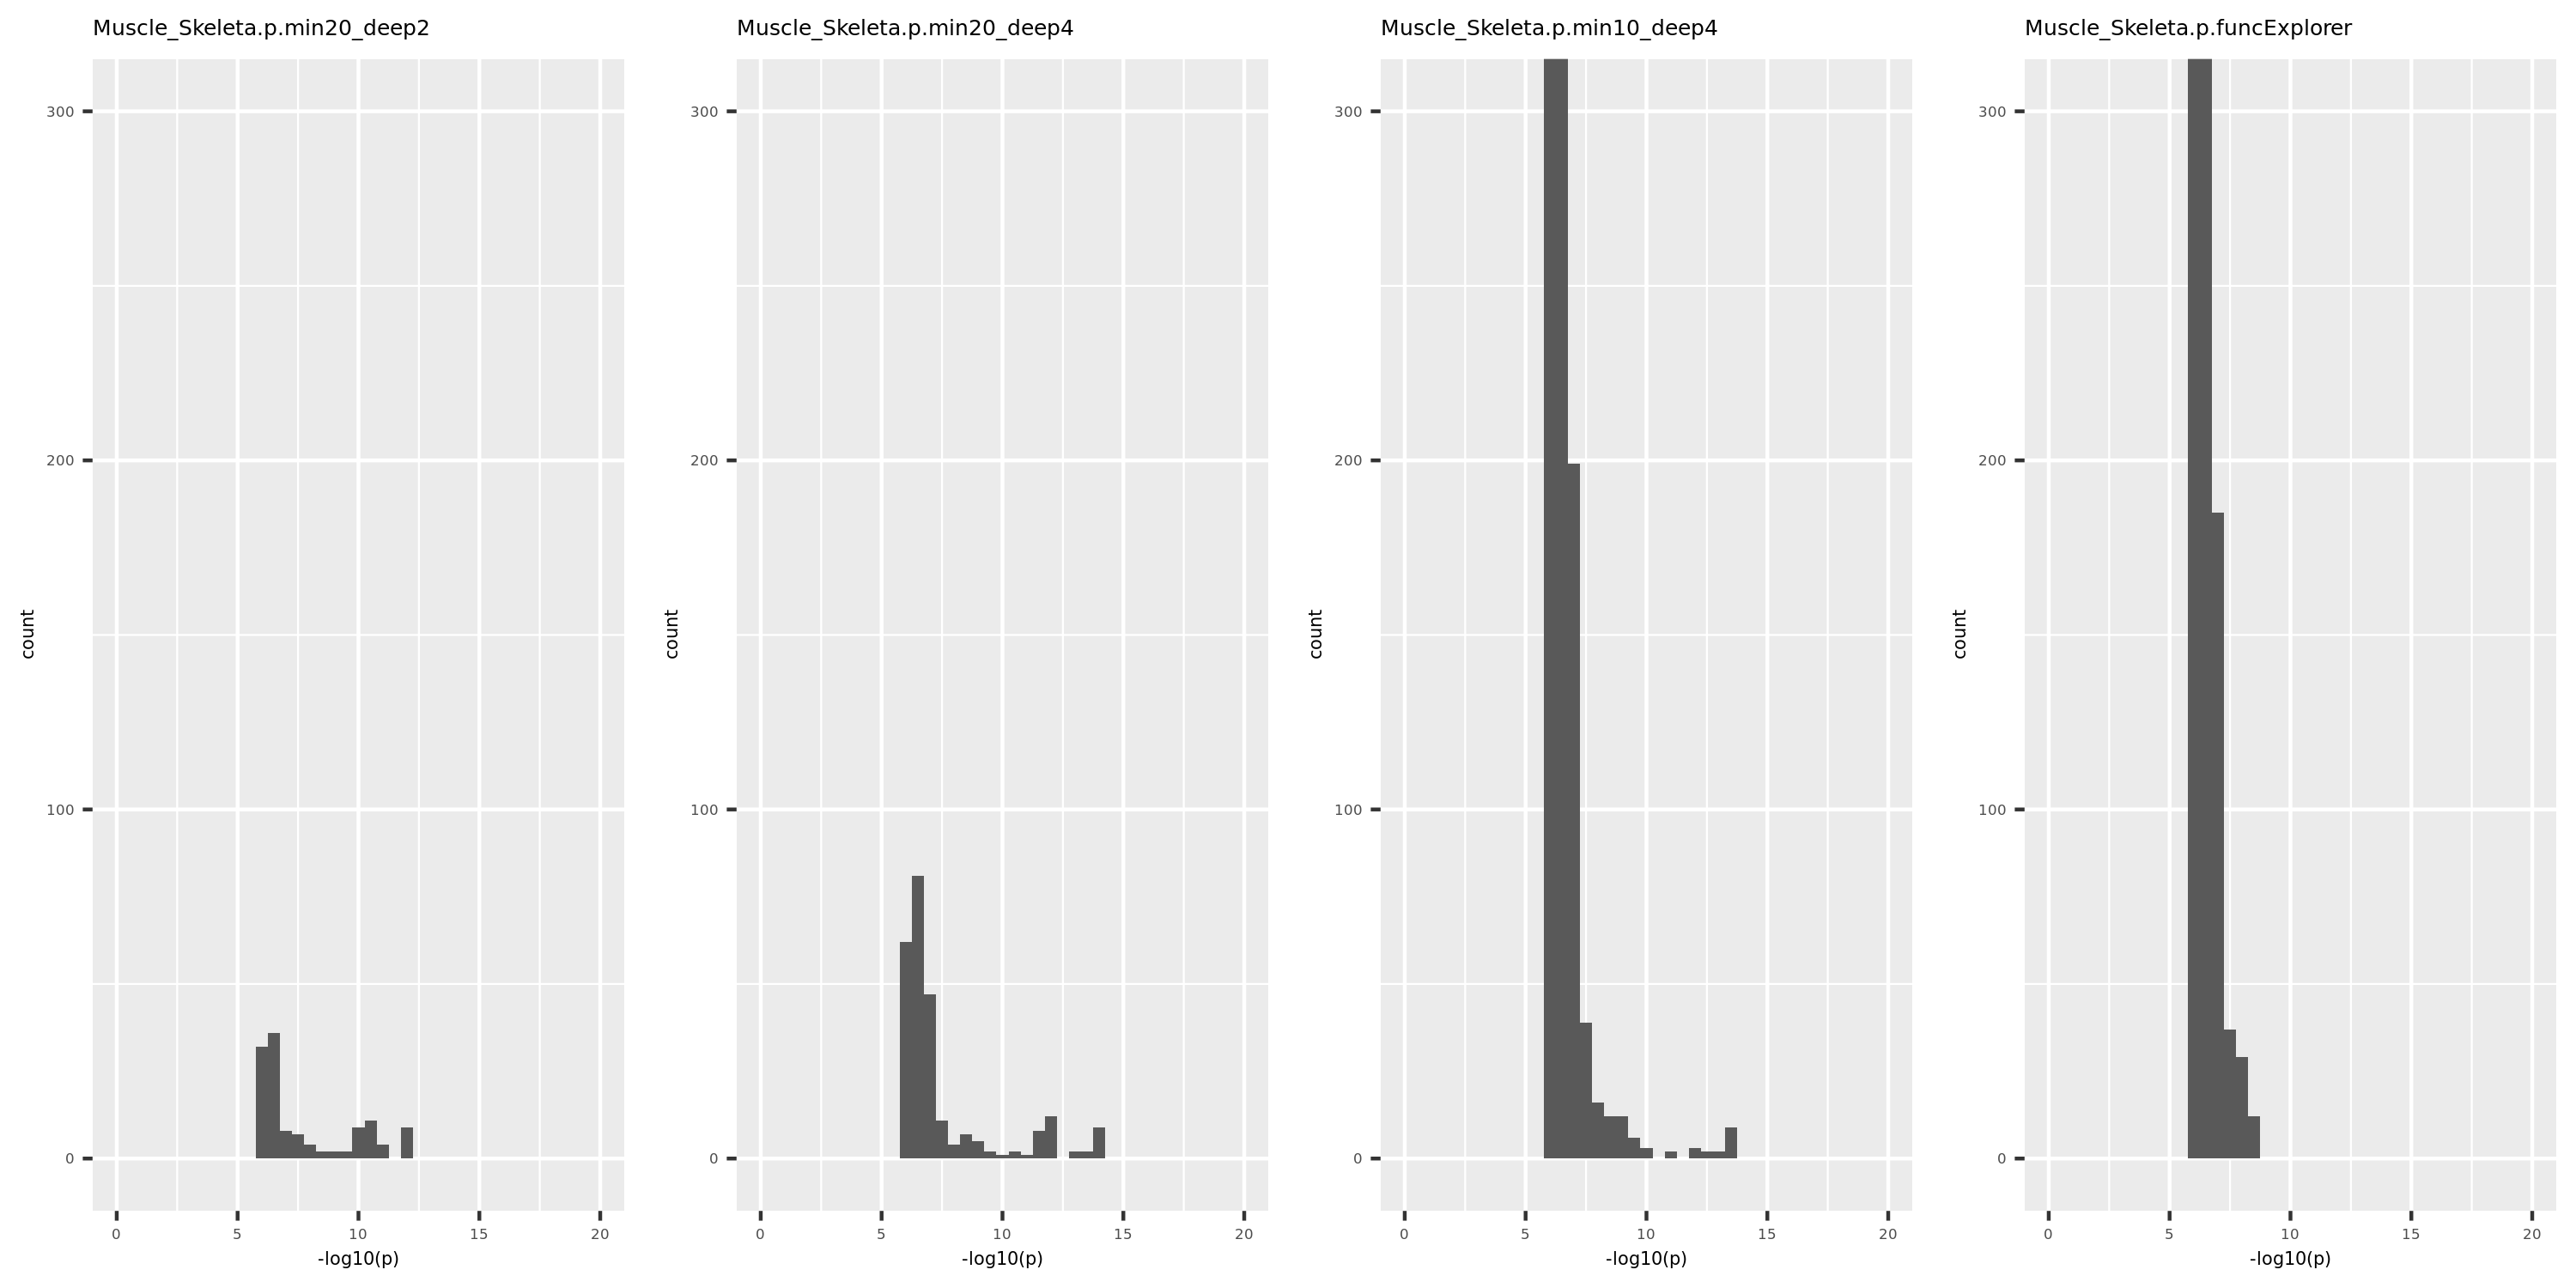 Muscle_Skeleta.p.min20_deep2
300
200
100
0
count
0 5 10 15 20
-log10(p)
Muscle_Skeleta.p.min20_deep4
300
200
100
0
count
0 5 10 15 20
-log10(p)
Muscle_Skeleta.p.min10_deep4
300
200
100
0
count
0 5 10 15 20
-log10(p)
Muscle_Skeleta.p.funcExplorer
300
200
100
0
count
0 5 10 15 20
-log10(p)